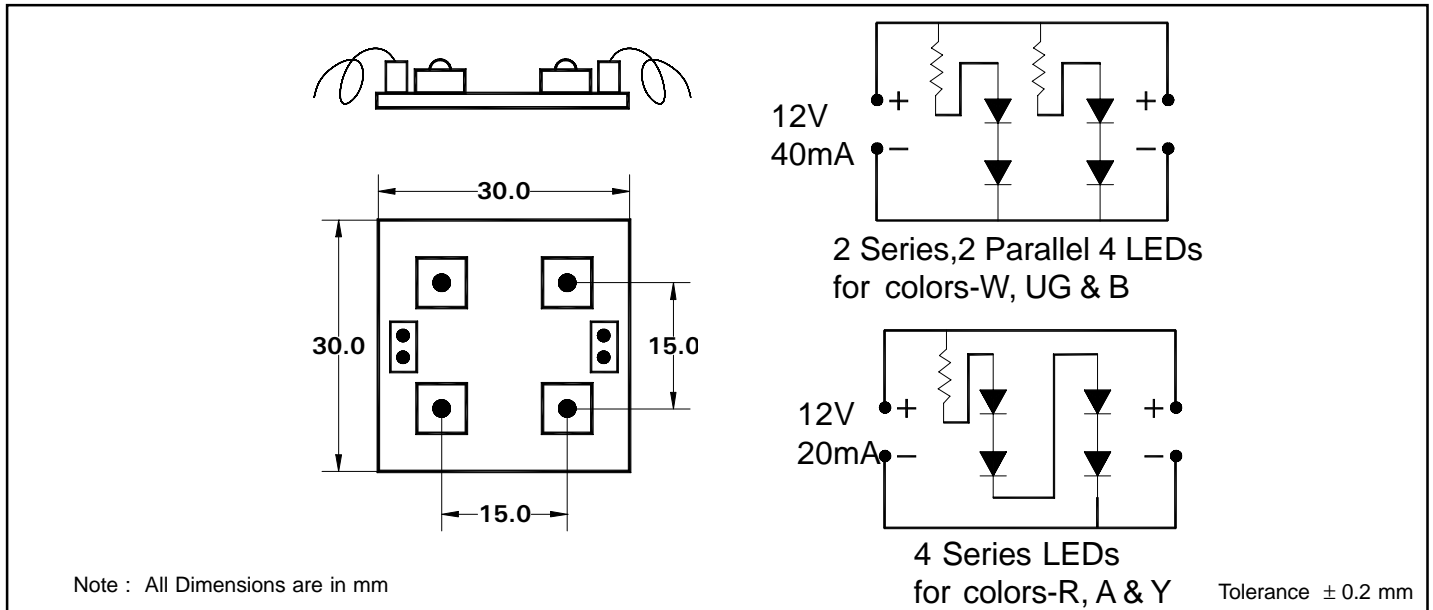 30.0
30.0
15.0
15.0
Note : All Dimensions are in mm
12V
40mA
+
−
+
−
2 Series,2 Parallel 4 LEDs
for colors-W, UG & B
12V
20mA
+
−
+
−
4 Series LEDs
for colors-R, A & Y
Tolerance ± 0.2 mm